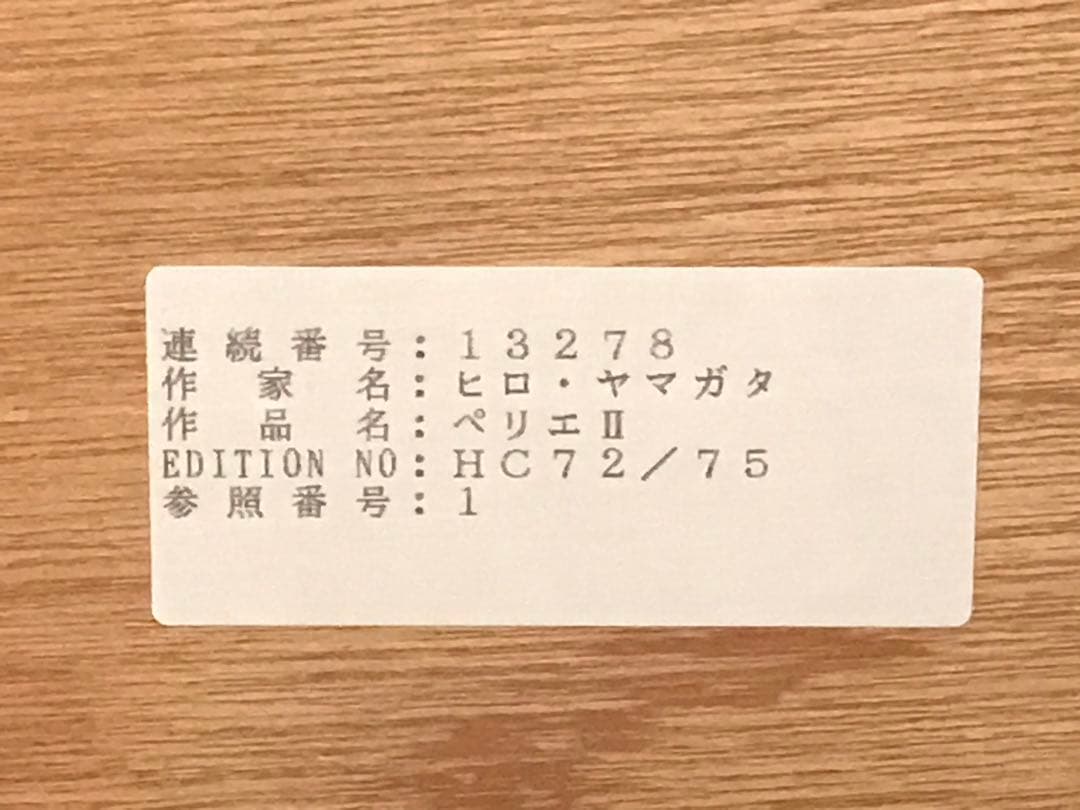 連続番号:13278
作家名:ヒロ・ヤマガタ
作品名:ペリエⅡ
EDITION NO:HC72/75
参照番号:1